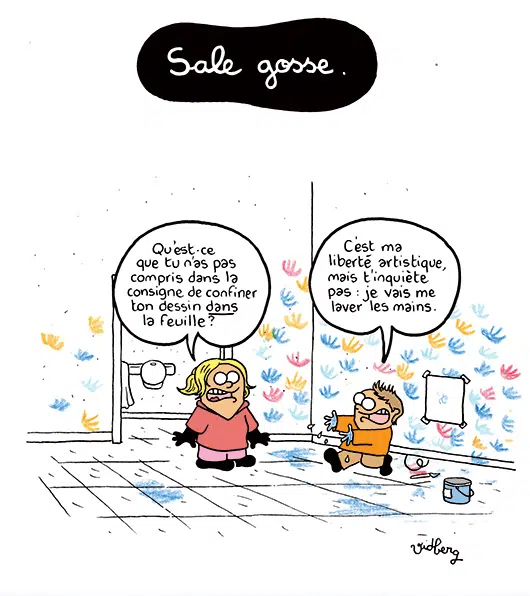 Sale gosse.
Qu'est-ce
que tu n'as pas
compris dans la
consigne de confiner
ton dessin dans
la feuille?
C'est ma
liberté artistique,
mais t'inquiète
pas : je vais me
laver les mains.
vidberg